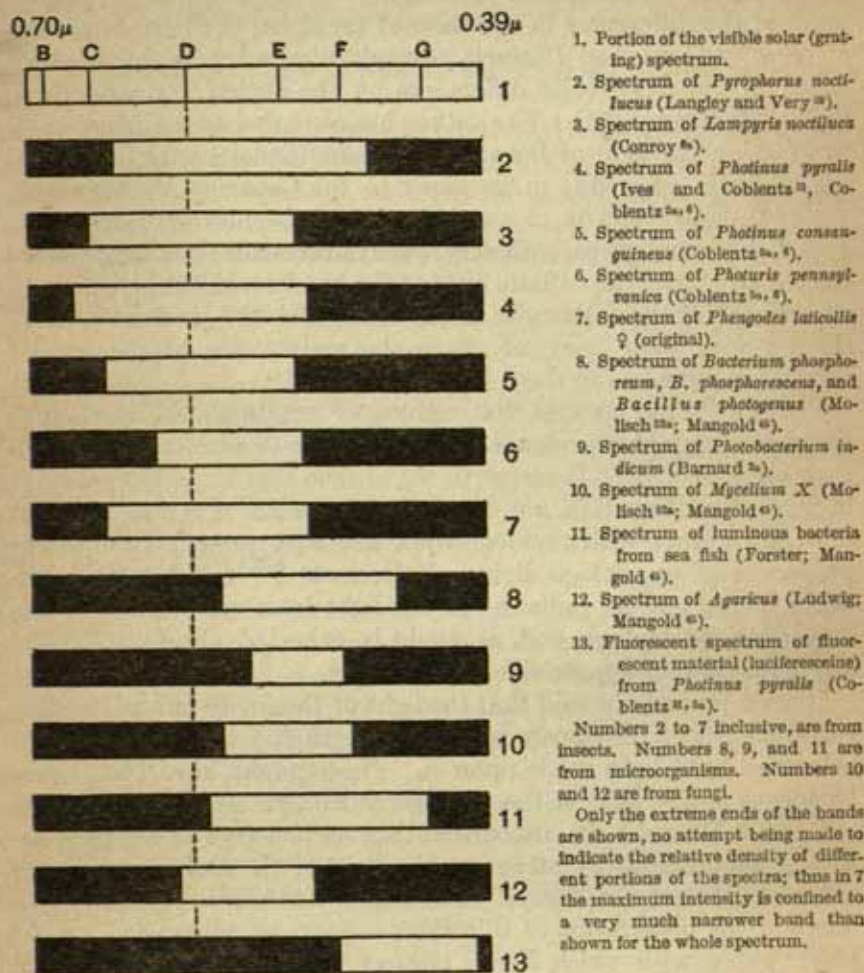 0.70μ 0.39μ
B C D E F G
1
2
3
4
5
6
7
8
9
10
11
12
13
1. Portion of the visible solar (grat-
ing) spectrum.
2. Spectrum of Pyrophorus nocti-
lucus (Langley and Very).
3. Spectrum of Lampyris noctiluca
(Conroy).
4. Spectrum of Photinus pyralis
(Ives and Coblentz, Co-
blentz).
5. Spectrum of Photinus consan-
guineus (Coblentz).
6. Spectrum of Photuris pennsyl-
vanica (Coblentz).
7. Spectrum of Phengodes laticollis
♀ (original).
8. Spectrum of Bacterium phospho-
reum, B. phosphorescens, and
Bacillus photogenus (Mo-
lisch; Mangold).
9. Spectrum of Photobacterium in-
dicum (Barnard).
10. Spectrum of Mycelium X (Mo-
lisch; Mangold).
11. Spectrum of luminous bacteria
from sea fish (Forster; Man-
gold).
12. Spectrum of Agaricus (Ludwig;
Mangold).
13. Fluorescent spectrum of fluor-
escent material (luciferesceine)
from Photinus pyralis (Co-
blentz).
Numbers 2 to 7 inclusive, are from
insects. Numbers 8, 9, and 11 are
from microorganisms. Numbers 10
and 12 are from fungi.
Only the extreme ends of the bands
are shown, no attempt being made to
indicate the relative density of differ-
ent portions of the spectra; thus in 7
the maximum intensity is confined to
a very much narrower band than
shown for the whole spectrum.